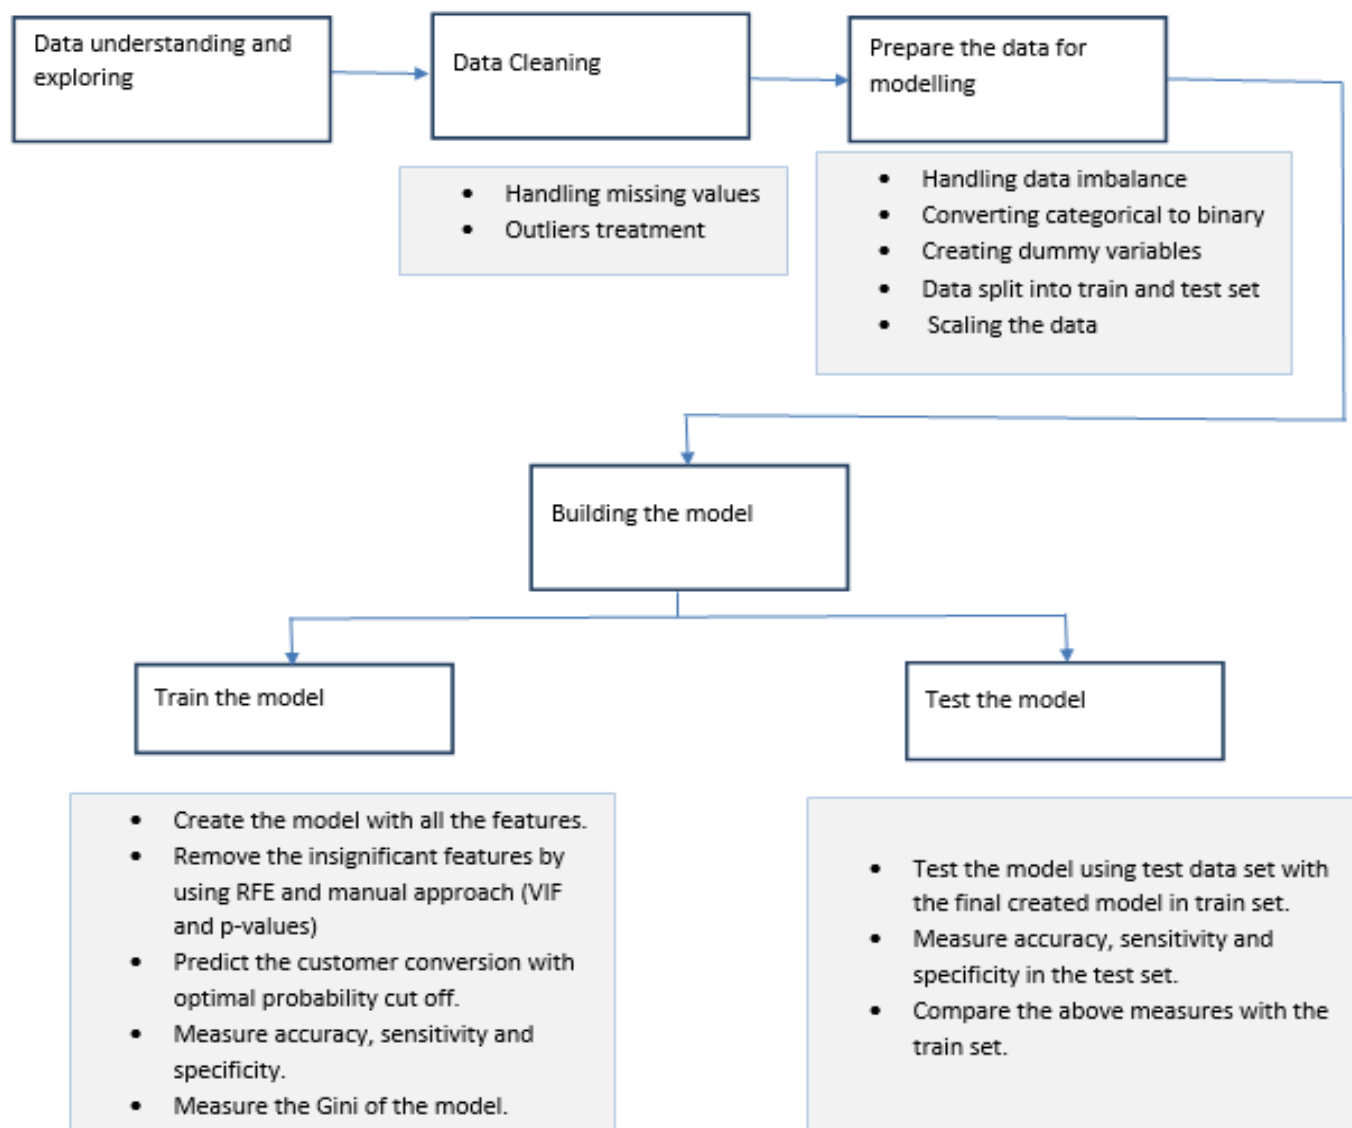 Data understanding and
exploring
Data Cleaning
Prepare the data for
modelling
• Handling missing values
• Outliers treatment
• Handling data imbalance
• Converting categorical to binary
• Creating dummy variables
• Data split into train and test set
• Scaling the data
Building the model
Train the model
Test the model
• Create the model with all the features.
• Remove the insignificant features by
using RFE and manual approach (VIF
and p-values)
• Predict the customer conversion with
optimal probability cut off.
• Measure accuracy, sensitivity and
specificity.
• Measure the Gini of the model.
• Test the model using test data set with
the final created model in train set.
• Measure accuracy, sensitivity and
specificity in the test set.
• Compare the above measures with the
train set.